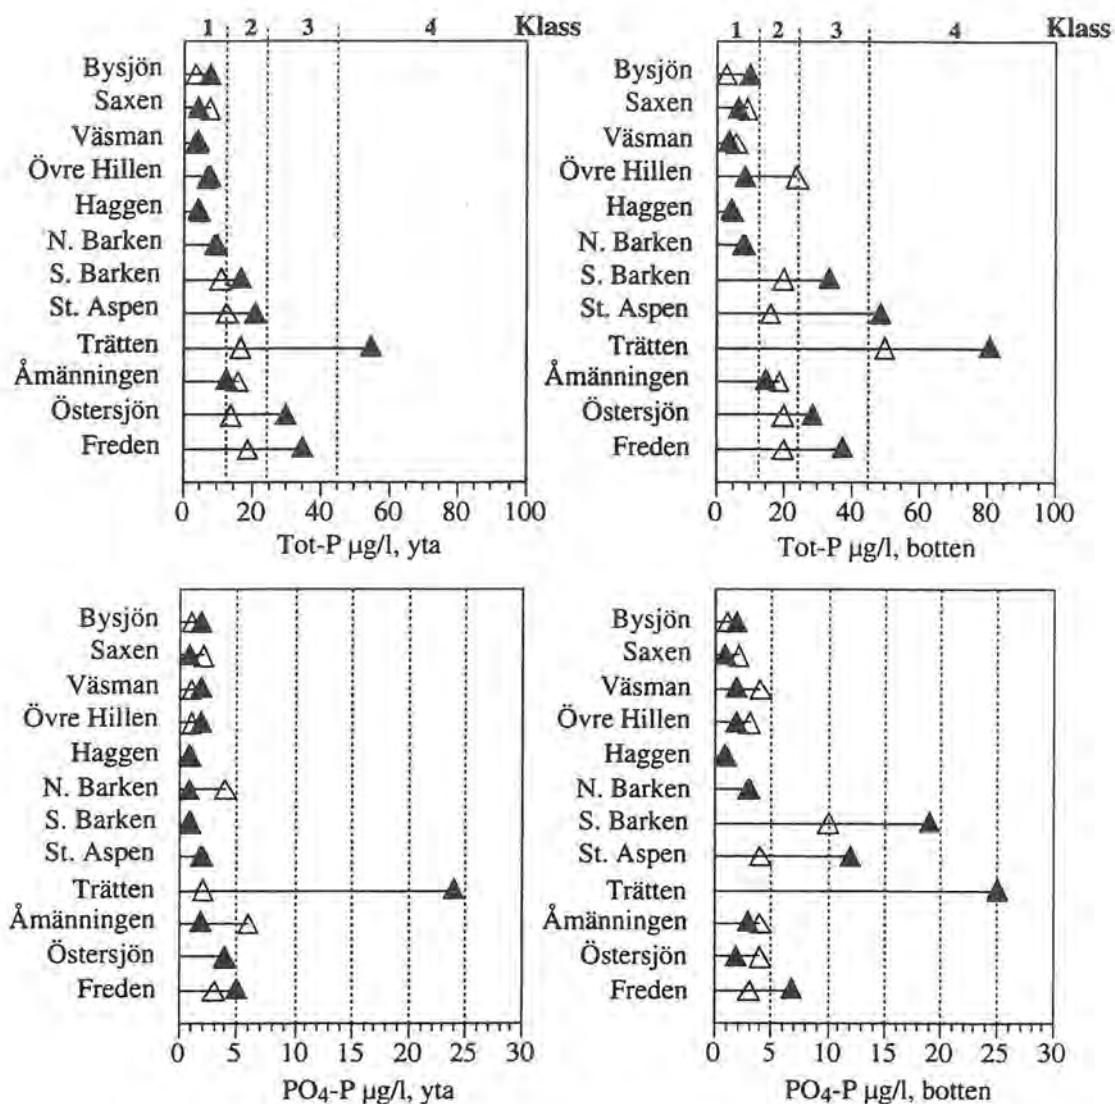 1 2 3 4 Klass
Bysjön
Saxen
Väsman
Övre Hillen
Haggen
N. Barken
S. Barken
St. Aspen
Trätten
Åmänningen
Östersjön
Freden
0 20 40 60 80 100
Tot-P µg/l, yta
1 2 3 4 Klass
Bysjön
Saxen
Väsman
Övre Hillen
Haggen
N. Barken
S. Barken
St. Aspen
Trätten
Åmänningen
Östersjön
Freden
0 20 40 60 80 100
Tot-P µg/l, botten
Bysjön
Saxen
Väsman
Övre Hillen
Haggen
N. Barken
S. Barken
St. Aspen
Trätten
Åmänningen
Östersjön
Freden
0 5 10 15 20 25 30
PO4-P µg/l, yta
Bysjön
Saxen
Väsman
Övre Hillen
Haggen
N. Barken
S. Barken
St. Aspen
Trätten
Åmänningen
Östersjön
Freden
0 5 10 15 20 25 30
PO4-P µg/l, botten